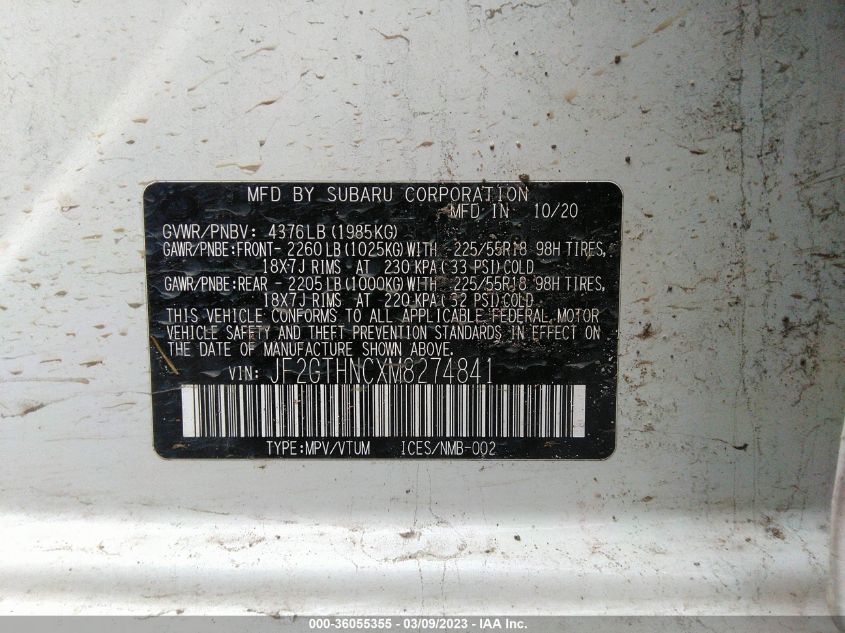 MFD BY SUBARU CORPORATION
MFD IN 10/20
GVWR/PNBV: 4376LB(1985KG)
GAWR/PNBE:FRONT- 2260LB(1025KG)WITH 225/55R18 98H TIRES,
18X7J RIMS AT 230KPA(33 PSI)COLD
GAWR/PNBE:REAR - 2205LB(1000KG)WITH 225/55R18 98H TIRES,
18X7J RIMS AT 220KPA(32 PSI)COLD
THIS VEHICLE CONFORMS TO ALL APPLICABLE FEDERAL MOTOR
VEHICLE SAFETY AND THEFT PREVENTION STANDARDS IN EFFECT ON
THE DATE OF MANUFACTURE SHOWN ABOVE.
VIN: JF2GTHNCXM8274841
TYPE:MPV/VTUM ICES/NMB-002
000-36055355 - 03/09/2023 - IAA Inc.